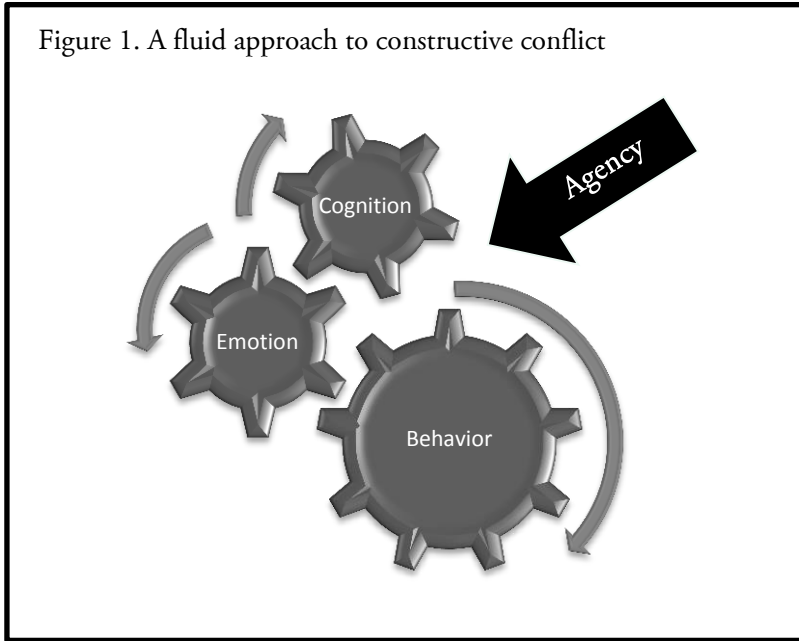 Figure 1. A fluid approach to constructive conflict
Agency
Cognition
Emotion
Behavior